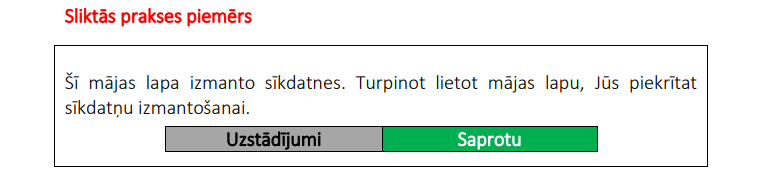 Sliktās prakses piemērs
Šī mājas lapa izmanto sīkdatnes. Turpinot lietot mājas lapu, Jūs piekrītat
sīkdatņu izmantošanai.
Uzstādījumi Saprotu